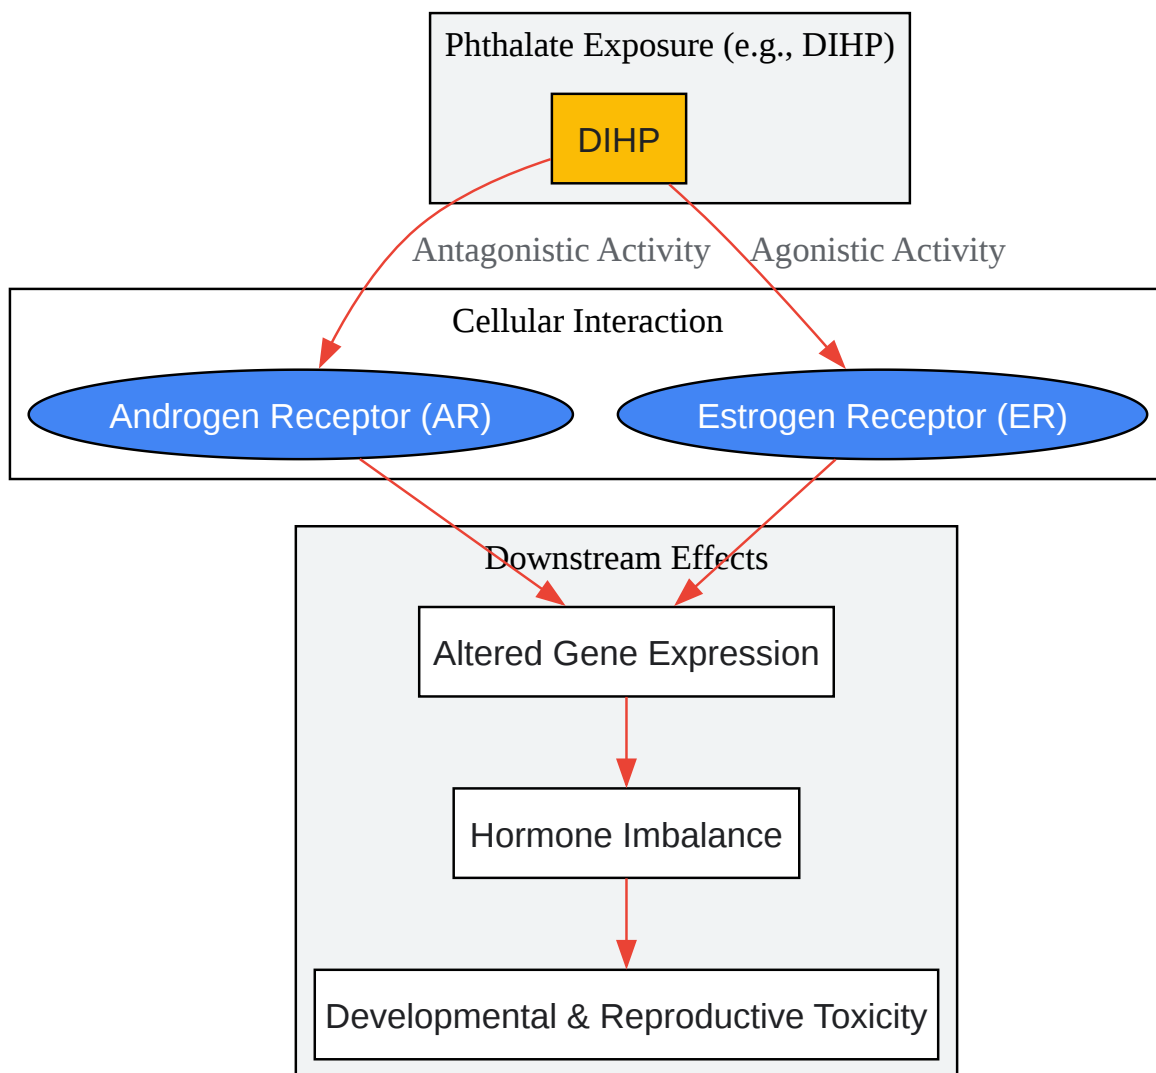 Phthalate Exposure (e.g., DIHP)
DIHP
Antagonistic Activity
Agonistic Activity
Cellular Interaction
Androgen Receptor (AR)
Estrogen Receptor (ER)
Downstream Effects
Altered Gene Expression
Hormone Imbalance
Developmental & Reproductive Toxicity